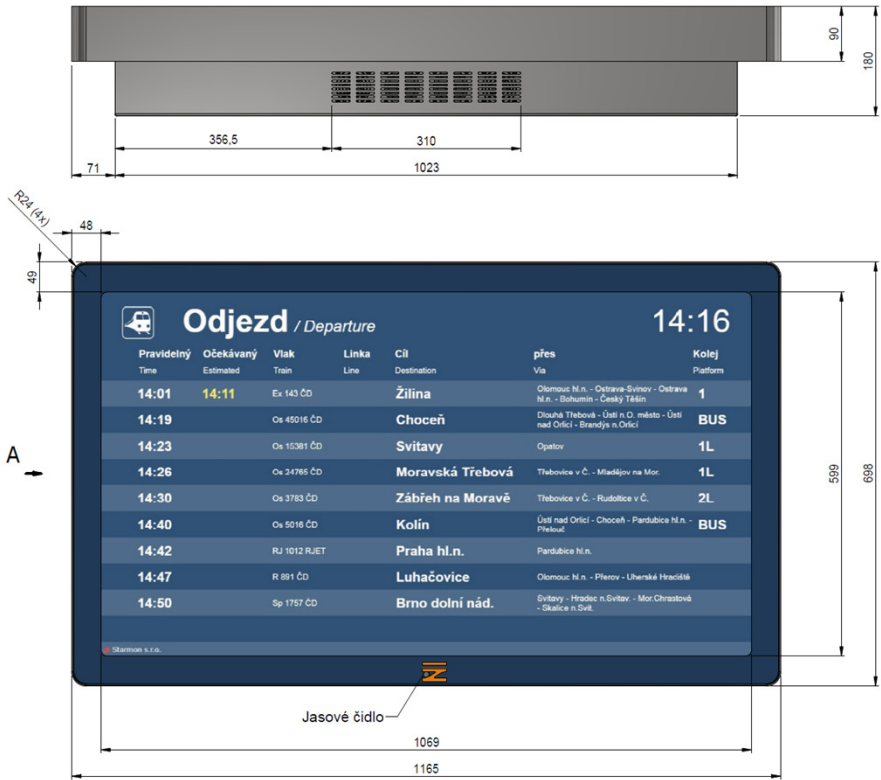 90
180
356,5
310
71
1023
R24 (4x)
48
49
Odjezd / Departure
14:16
Pravidelný Očekávaný Vlak Linka Cíl přes Kolej
Time Estimated Train Line Destination Via Platform
14:01 14:11 Ex 143 ČD Žilina Olomouc hl.n. - Ostrava-Svinov - Ostrava 1
hl.n. - Bohumín - Český Těšín
14:19 Os 45016 ČD Choceň Dlouhá Třebová - Ústí n.O. město - Ústí BUS
nad Orlicí - Brandýs n.Orlicí
14:23 Os 15381 ČD Svitavy Opatov 1L
14:26 Os 24765 ČD Moravská Třebová Třebovice v Č. - Mladějov na Mor. 1L
14:30 Os 3783 ČD Zábřeh na Moravě Třebovice v Č. - Rudoltice v Č. 2L
14:40 Os 5016 ČD Kolín Ústí nad Orlicí - Choceň - Pardubice hl.n. - BUS
Přelouč
14:42 RJ 1012 RJET Praha hl.n. Pardubice hl.n.
14:47 R 891 ČD Luhačovice Olomouc hl.n. - Přerov - Uherské Hradiště
14:50 Sp 1757 ČD Brno dolní nád. Svitavy - Hradec n.Svitav. - Mor.Chrastová
- Skalice n.Svit.
Starmon s.r.o.
A
599
698
Jasové čidlo
1069
1165